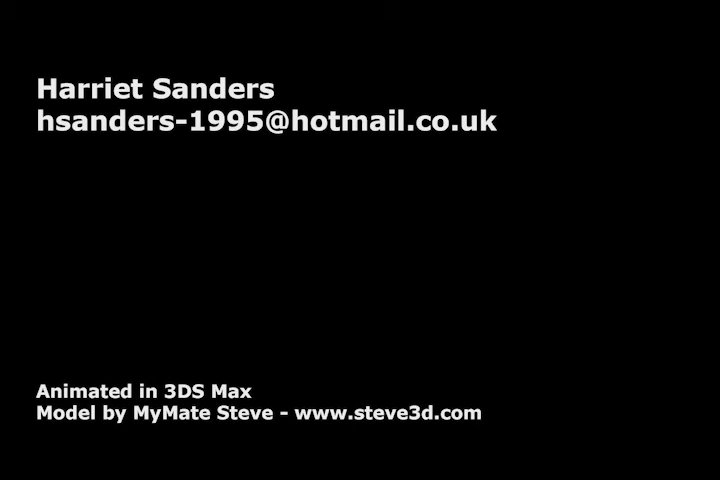 Harriet Sanders
hsanders-1995@hotmail.co.uk
Animated in 3DS Max
Model by MyMate Steve - www.steve3d.com